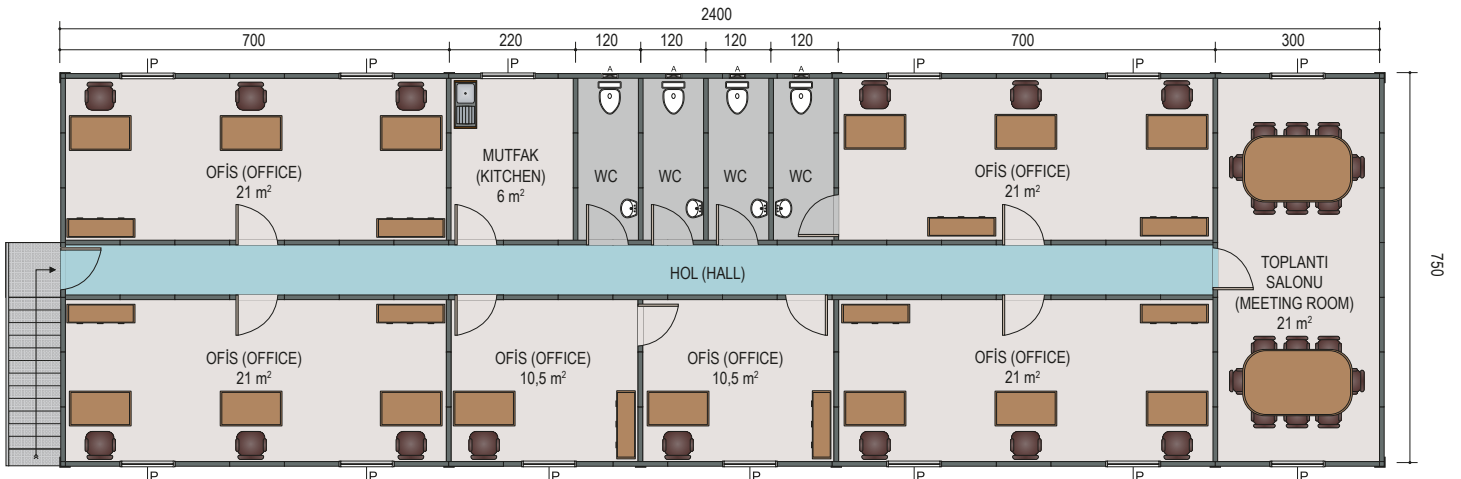 2400
700 220 120 120 120 120 700 300
P P P A A A A P P P
OFİS (OFFICE)
21 m²
MUTFAK
(KITCHEN)
6 m²
WC
WC
WC
WC
OFİS (OFFICE)
21 m²
HOL (HALL)
TOPLANTI
SALONU
(MEETING ROOM)
21 m²
750
OFİS (OFFICE)
21 m²
OFİS (OFFICE)
10,5 m²
OFİS (OFFICE)
10,5 m²
OFİS (OFFICE)
21 m²
P P P P P P P